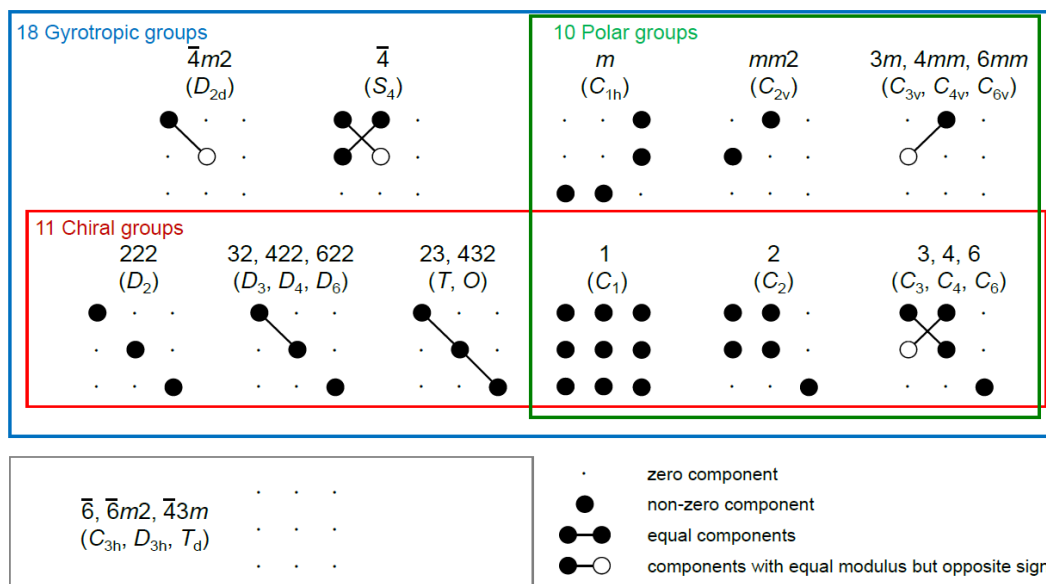 18 Gyrotropic groups
4̅m2
(D2d)
4̅
(S4)
10 Polar groups
m
(C1h)
mm2
(C2v)
3m, 4mm, 6mm
(C3v, C4v, C6v)
11 Chiral groups
222
(D2)
32, 422, 622
(D3, D4, D6)
23, 432
(T, O)
1
(C1)
2
(C2)
3, 4, 6
(C3, C4, C6)
6̅, 6̅m2, 4̅3m
(C3h, D3h, Td)
zero component
non-zero component
equal components
components with equal modulus but opposite sign